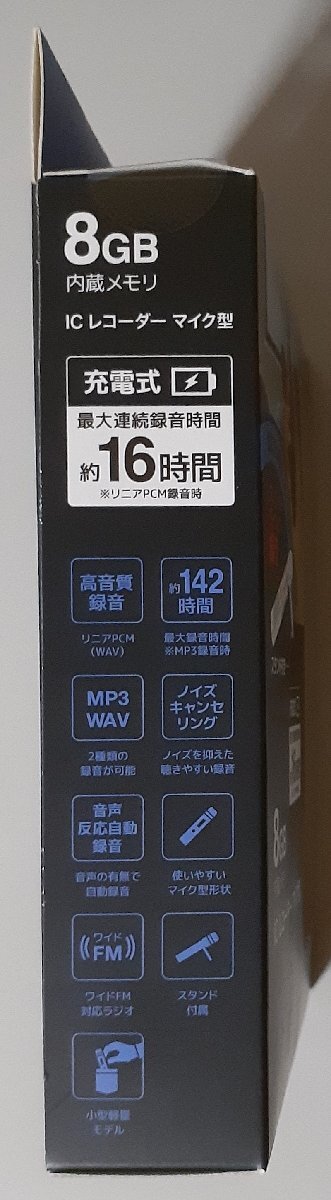 8GB
内蔵メモリ
IC レコーダー マイク型
充電式
最大連続録音時間
約16時間
※リニアPCM録音時
高音質
録音
リニアPCM
(WAV)
約142
時間
最大録音時間
※MP3録音時
MP3
WAV
2種類の
録音が可能
ノイズ
キャンセ
リング
ノイズを抑えた
聴きやすい録音
音声
反応自動
録音
音声の有無で
自動録音
使いやすい
マイク型形状
ワイド
FM
ワイドFM
対応ラジオ
スタンド
付属
小型軽量
モデル
8GB